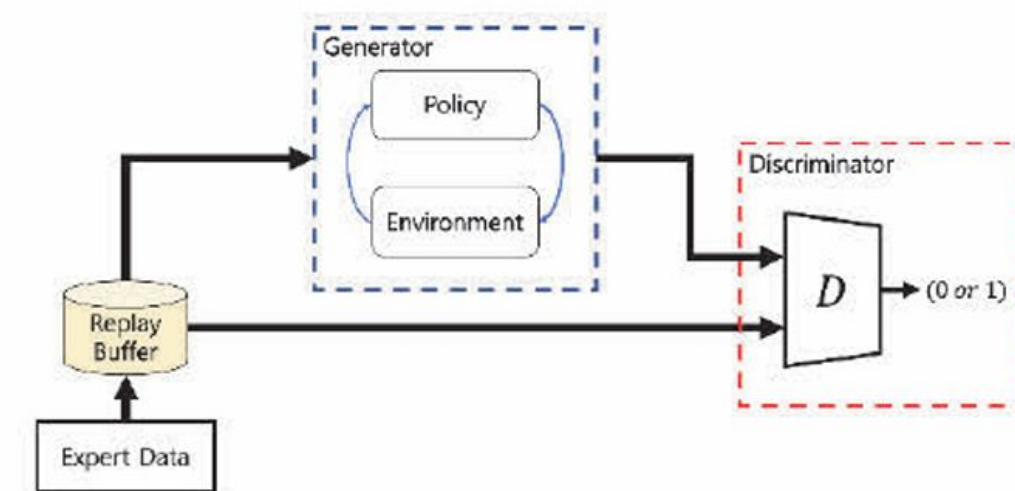 Generator
Policy
Environment
Discriminator
D
(0 or 1)
Replay
Buffer
Expert Data